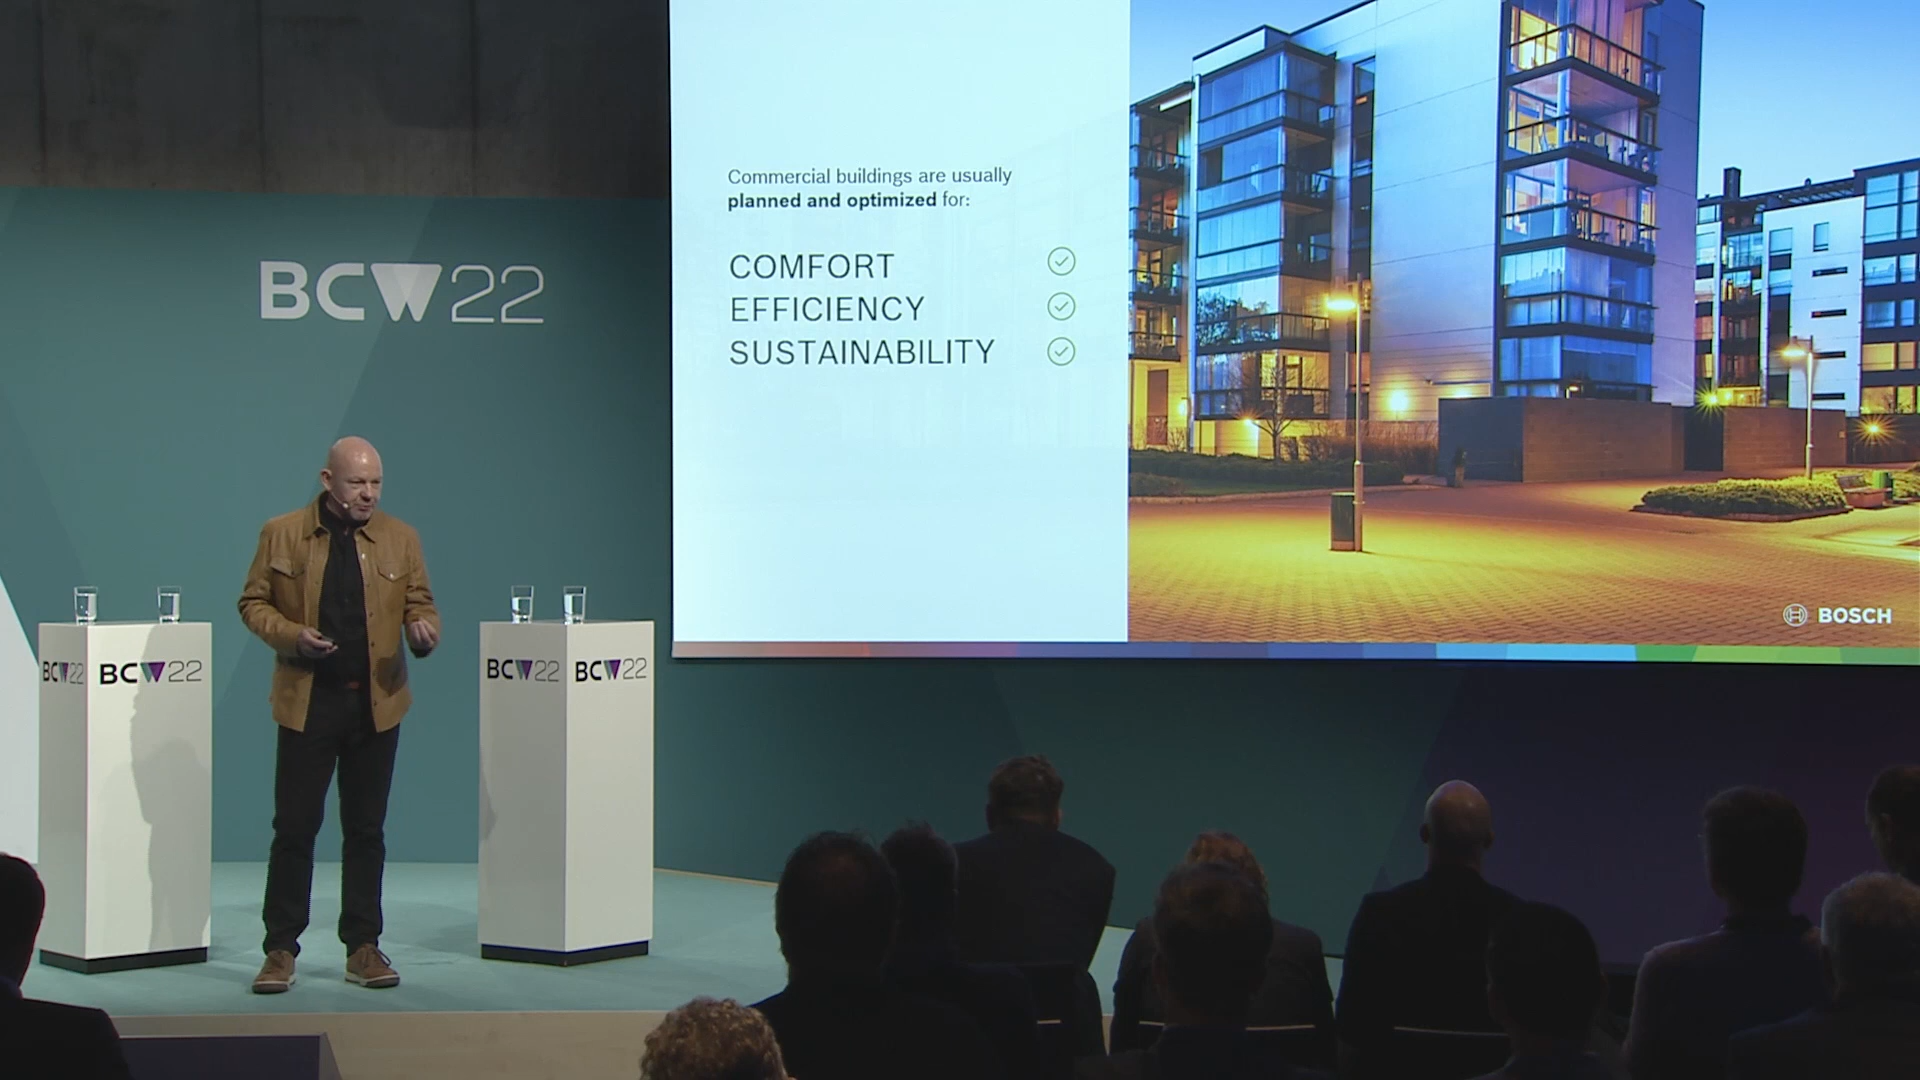 BCW22
Commercial buildings are usually
planned and optimized for:
COMFORT
EFFICIENCY
SUSTAINABILITY
BOSCH
BCW22
BCW22
BCW22
BCW22